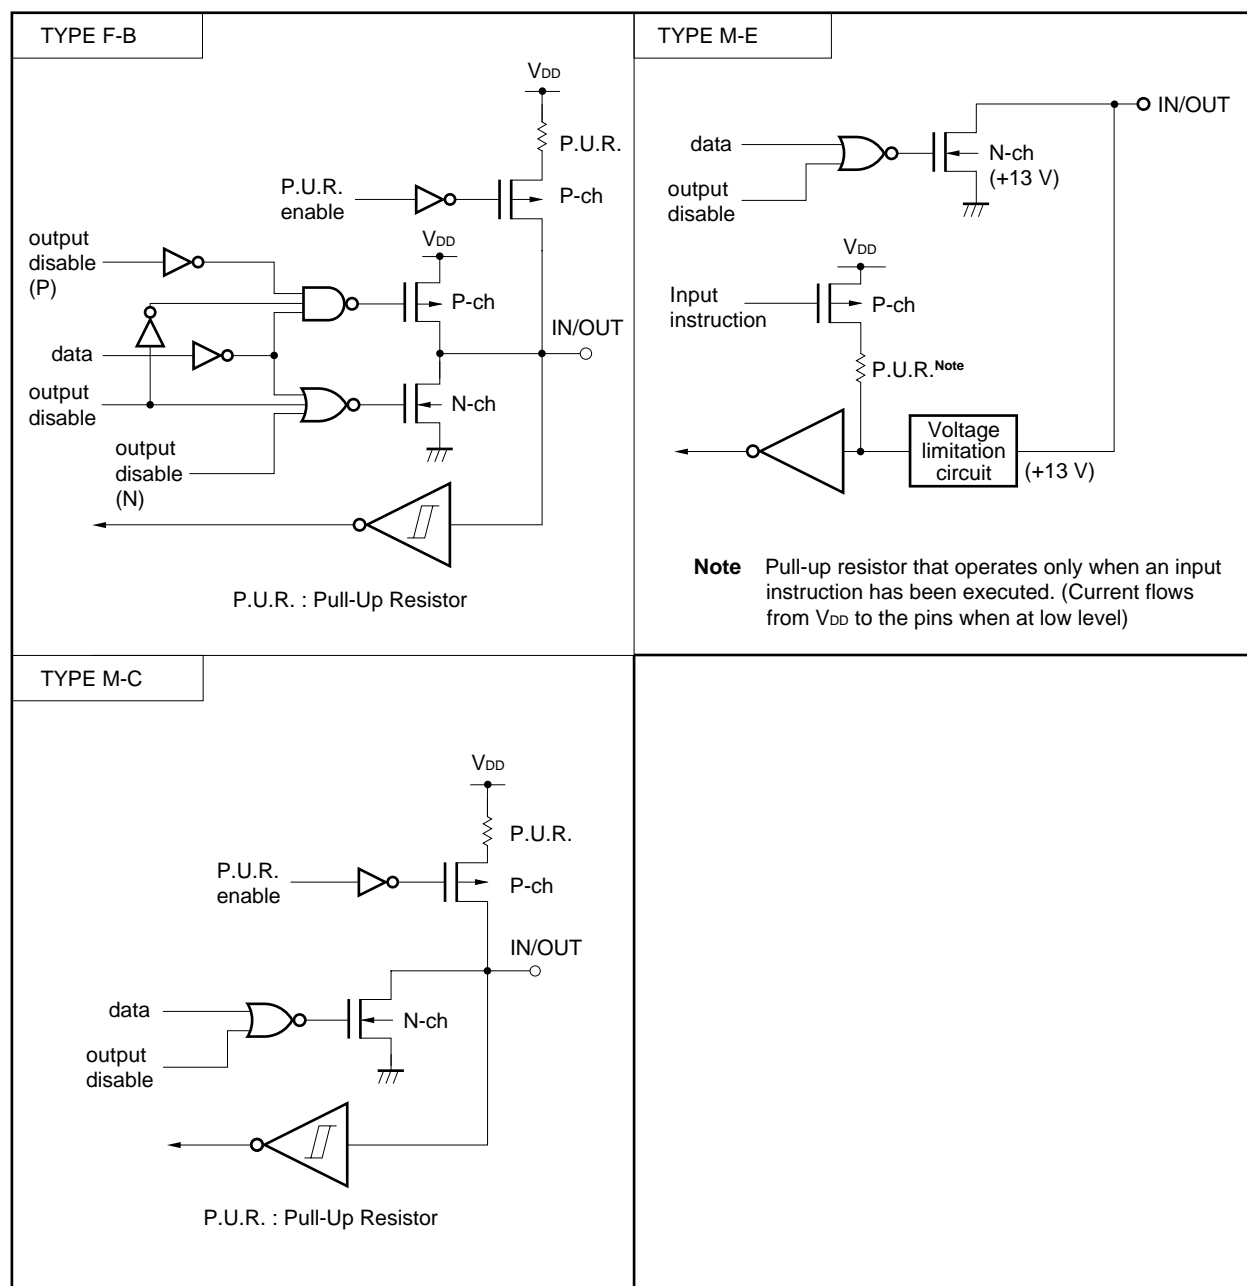 TYPE F-B
VDD
P.U.R.
P.U.R.
enable
P-ch
output
disable
(P)
VDD
P-ch
IN/OUT
data
output
disable
N-ch
output
disable
(N)
P.U.R. : Pull-Up Resistor
TYPE M-E
IN/OUT
data
N-ch
(+13 V)
output
disable
VDD
Input
instruction
P-ch
P.U.R.Note
Voltage
limitation
circuit
(+13 V)
Note Pull-up resistor that operates only when an input
instruction has been executed. (Current flows
from VDD to the pins when at low level)
TYPE M-C
VDD
P.U.R.
P.U.R.
enable
P-ch
IN/OUT
data
N-ch
output
disable
P.U.R. : Pull-Up Resistor